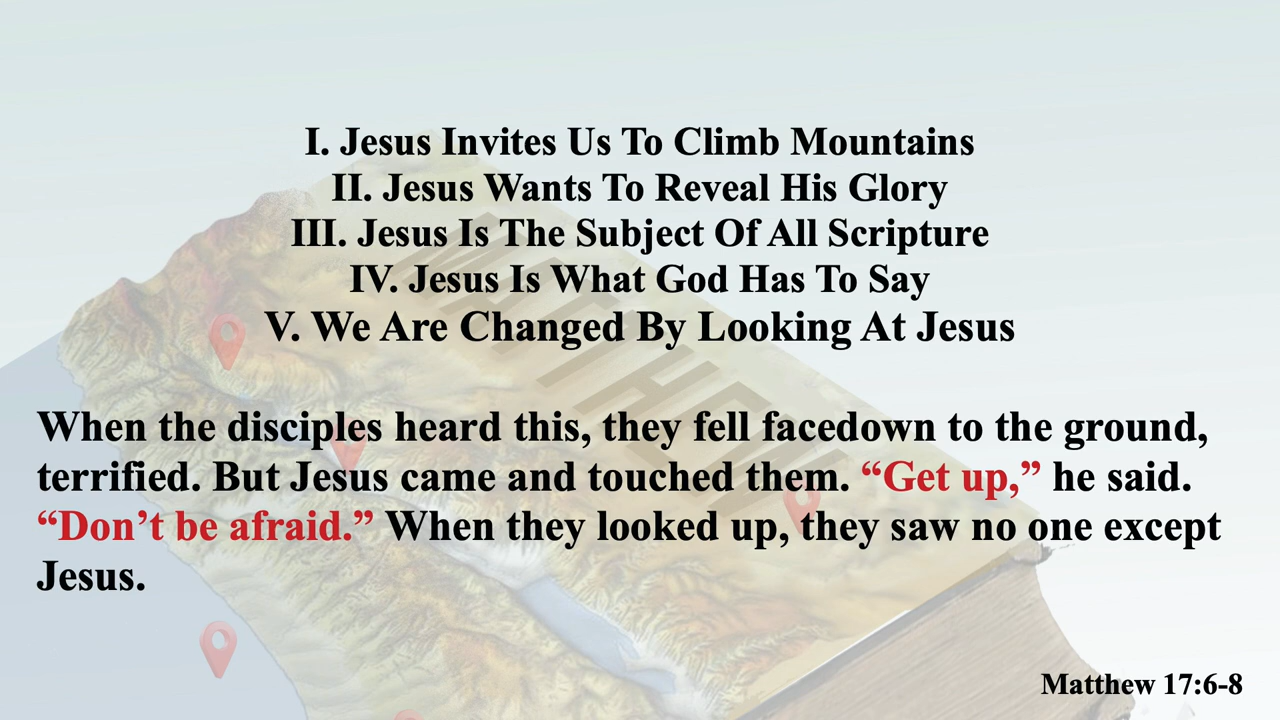 I. Jesus Invites Us To Climb Mountains
II. Jesus Wants To Reveal His Glory
III. Jesus Is The Subject Of All Scripture
IV. Jesus Is What God Has To Say
V. We Are Changed By Looking At Jesus
MATTHEW
When the disciples heard this, they fell facedown to the ground,
terrified. But Jesus came and touched them. “Get up,” he said.
“Don’t be afraid.” When they looked up, they saw no one except
Jesus.
Matthew 17:6-8